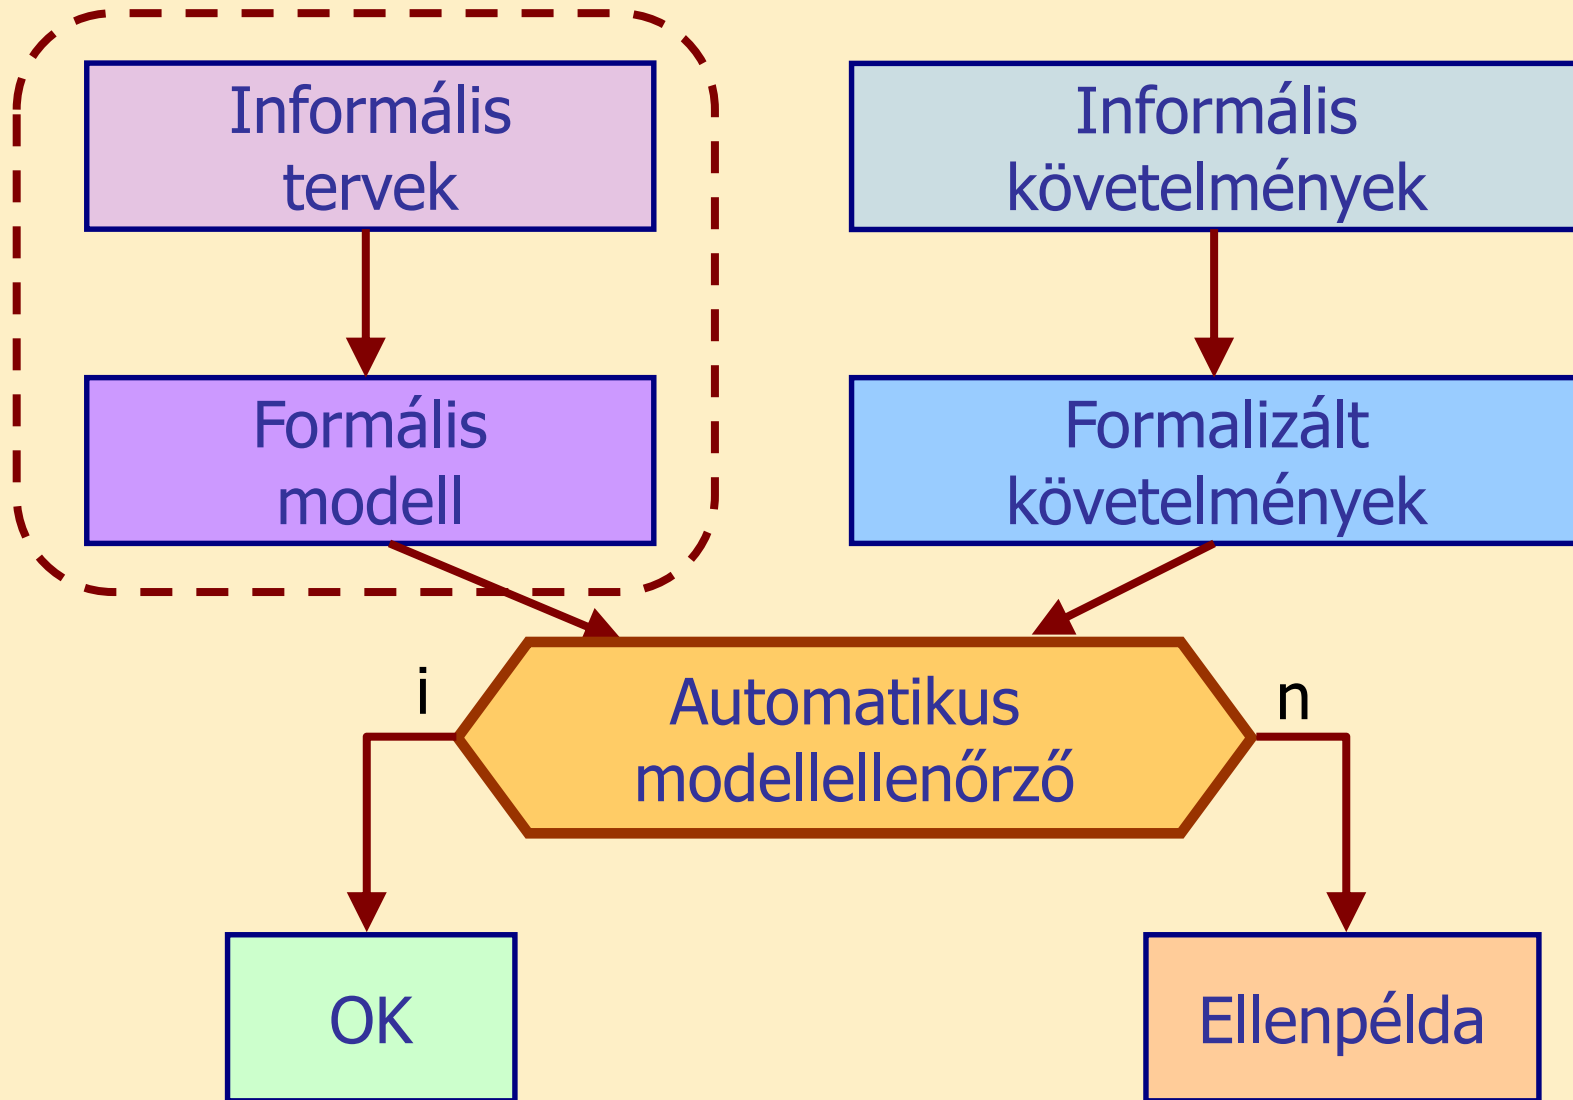 Informális
tervek
Informális
követelmények
Formális
modell
Formalizált
követelmények
i
Automatikus
modellellenőrző
n
OK
Ellenpélda